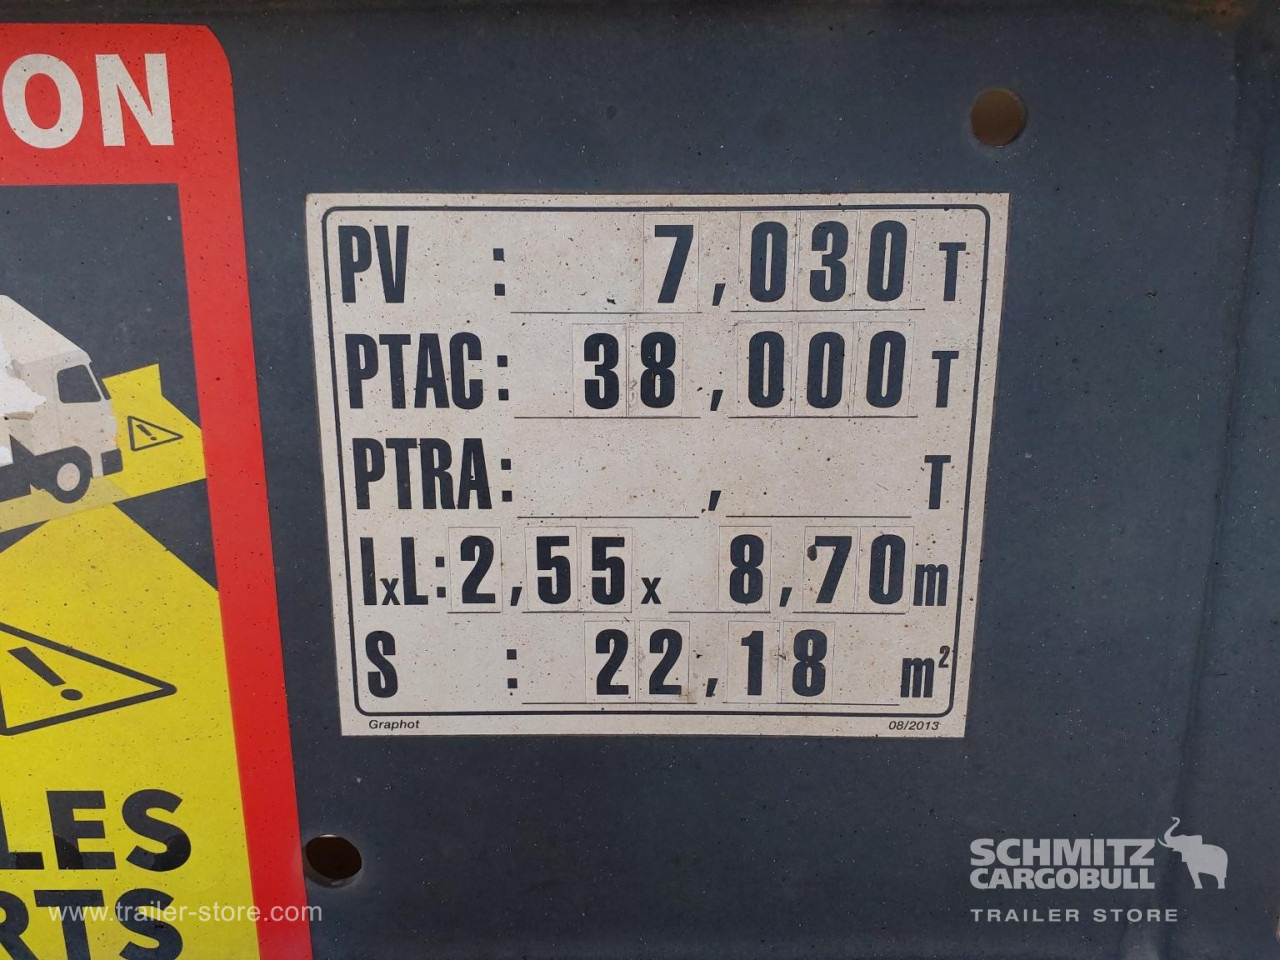 ON
PV : 7,030 T
PTAC: 38,000 T
PTRA: , T
lxL: 2,55 x 8,70 m
S : 22,18 m²
Graphot 08/2013
LES
RTS
www.trailer-store.com
SCHMITZ
CARGOBULL
TRAILER STORE